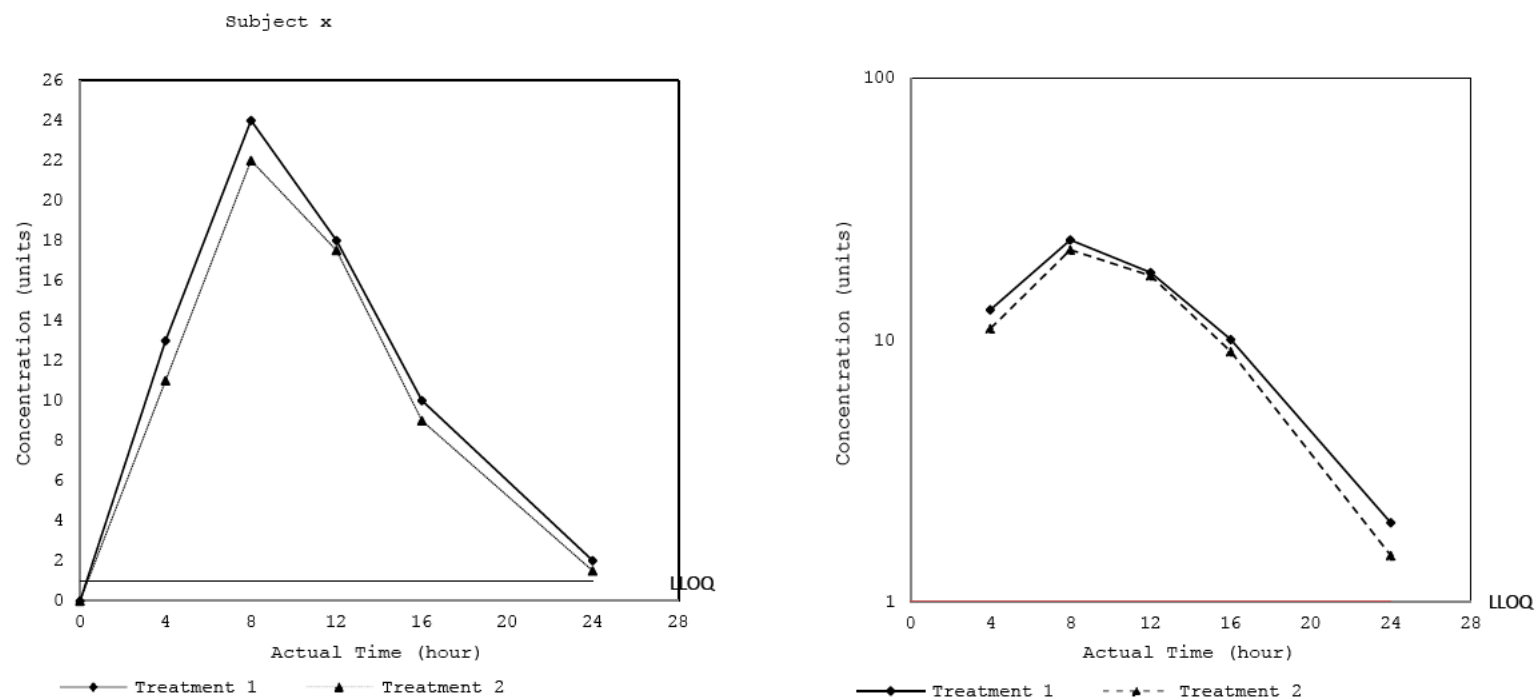 Subject x
26
24
22
20
18
16
14
12
10
8
6
4
2
0
Concentration (units)
LLOQ
0 4 8 12 16 20 24 28
Actual Time (hour)
Treatment 1 Treatment 2
100
10
1
Concentration (units)
LLOQ
0 4 8 12 16 20 24 28
Actual Time (hour)
Treatment 1 Treatment 2